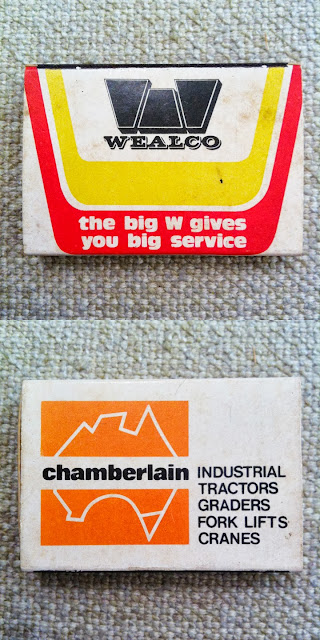 WEALCO
the big W gives
you big service
chamberlain
INDUSTRIAL
TRACTORS
GRADERS
FORK LIFTS
CRANES